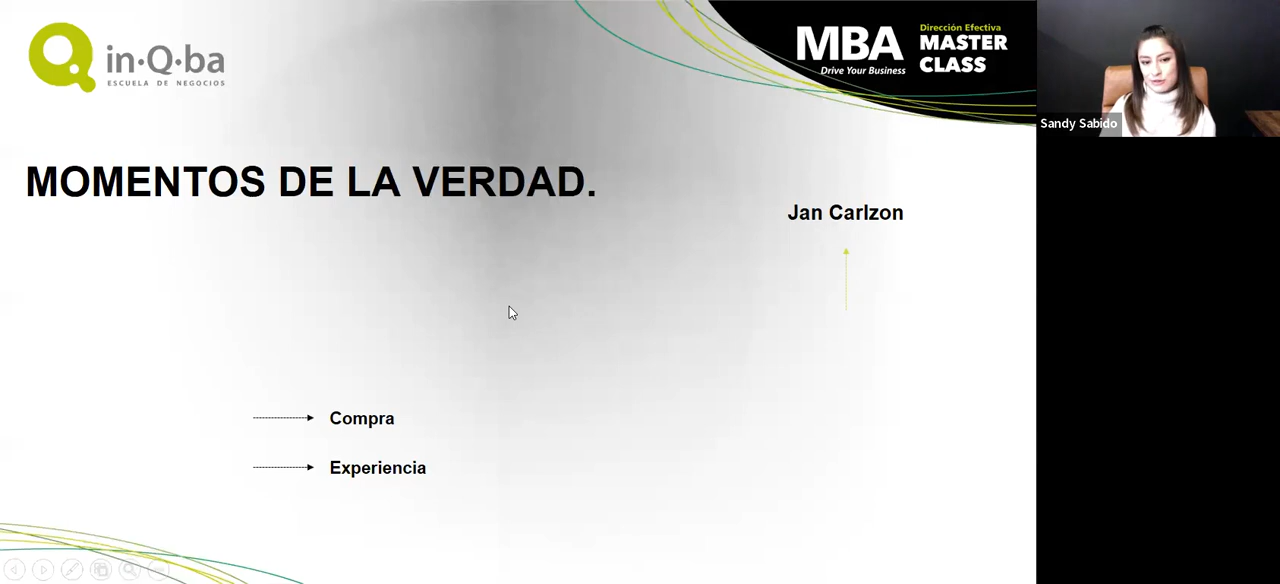 in·Q·ba
ESCUELA DE NEGOCIOS
MBA
Drive Your Business
Dirección Efectiva
MASTER
CLASS
Sandy Sabido
MOMENTOS DE LA VERDAD.
Jan Carlzon
Compra
Experiencia